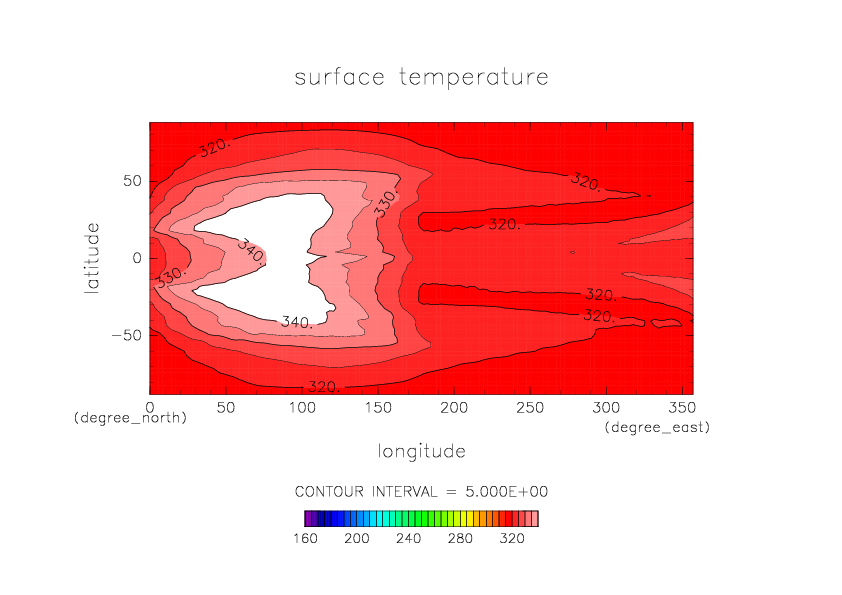 surface temperature
320.
50
320.
330.
320.
latitude
340.
0
330.
320.
340.
320.
−50
320.
0 50 100 150 200 250 300 350
(degree_north)
(degree_east)
longitude
CONTOUR INTERVAL = 5.000E+00
160 200 240 280 320